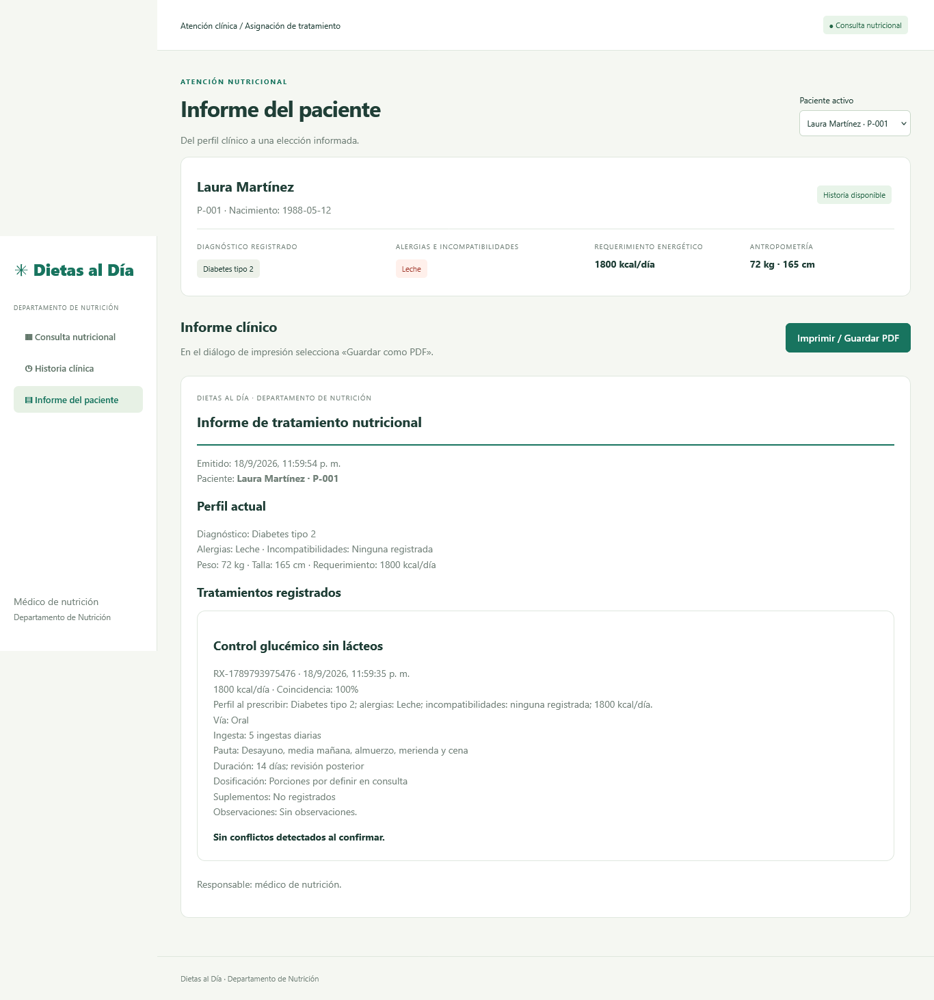 Atención clínica / Asignación de tratamiento
● Consulta nutricional
✳ Dietas al Día
DEPARTAMENTO DE NUTRICIÓN
▦ Consulta nutricional
◷ Historia clínica
▤ Informe del paciente
Médico de nutrición
Departamento de Nutrición
ATENCIÓN NUTRICIONAL
Informe del paciente
Del perfil clínico a una elección informada.
Paciente activo
Laura Martínez · P-001
Laura Martínez
P-001 · Nacimiento: 1988-05-12
Historia disponible
DIAGNÓSTICO REGISTRADO
Diabetes tipo 2
ALERGIAS E INCOMPATIBILIDADES
Leche
REQUERIMIENTO ENERGÉTICO
1800 kcal/día
ANTROPOMETRÍA
72 kg · 165 cm
Informe clínico
En el diálogo de impresión selecciona «Guardar como PDF».
Imprimir / Guardar PDF
DIETAS AL DÍA · DEPARTAMENTO DE NUTRICIÓN
Informe de tratamiento nutricional
Emitido: 18/9/2026, 11:59:54 p. m.
Paciente: Laura Martínez · P-001
Perfil actual
Diagnóstico: Diabetes tipo 2
Alergias: Leche · Incompatibilidades: Ninguna registrada
Peso: 72 kg · Talla: 165 cm · Requerimiento: 1800 kcal/día
Tratamientos registrados
Control glucémico sin lácteos
RX-1789793975476 · 18/9/2026, 11:59:35 p. m.
1800 kcal/día · Coincidencia: 100%
Perfil al prescribir: Diabetes tipo 2; alergias: Leche; incompatibilidades: ninguna registrada; 1800 kcal/día.
Vía: Oral
Ingesta: 5 ingestas diarias
Pauta: Desayuno, media mañana, almuerzo, merienda y cena
Duración: 14 días; revisión posterior
Dosificación: Porciones por definir en consulta
Suplementos: No registrados
Observaciones: Sin observaciones.
Sin conflictos detectados al confirmar.
Responsable: médico de nutrición.
Dietas al Día · Departamento de Nutrición